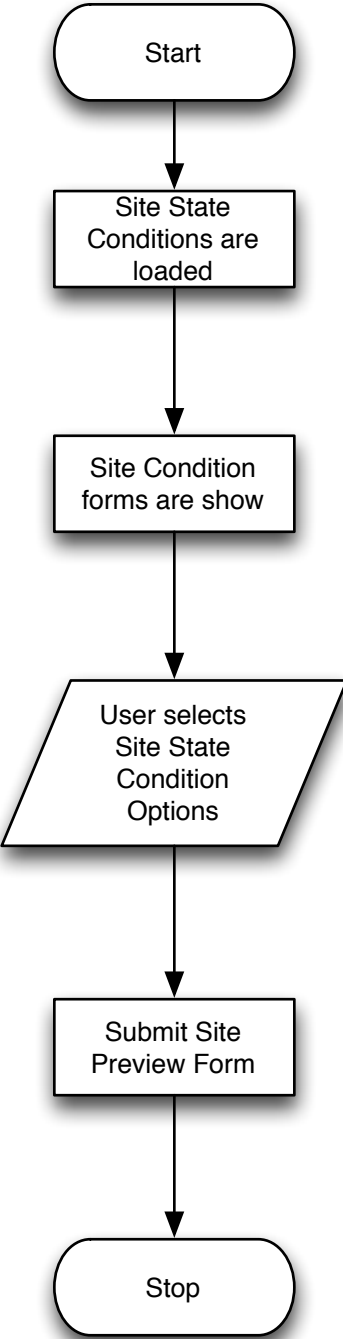 Start
Site State
Conditions are
loaded
Site Condition
forms are show
User selects
Site State
Condition
Options
Submit Site
Preview Form
Stop